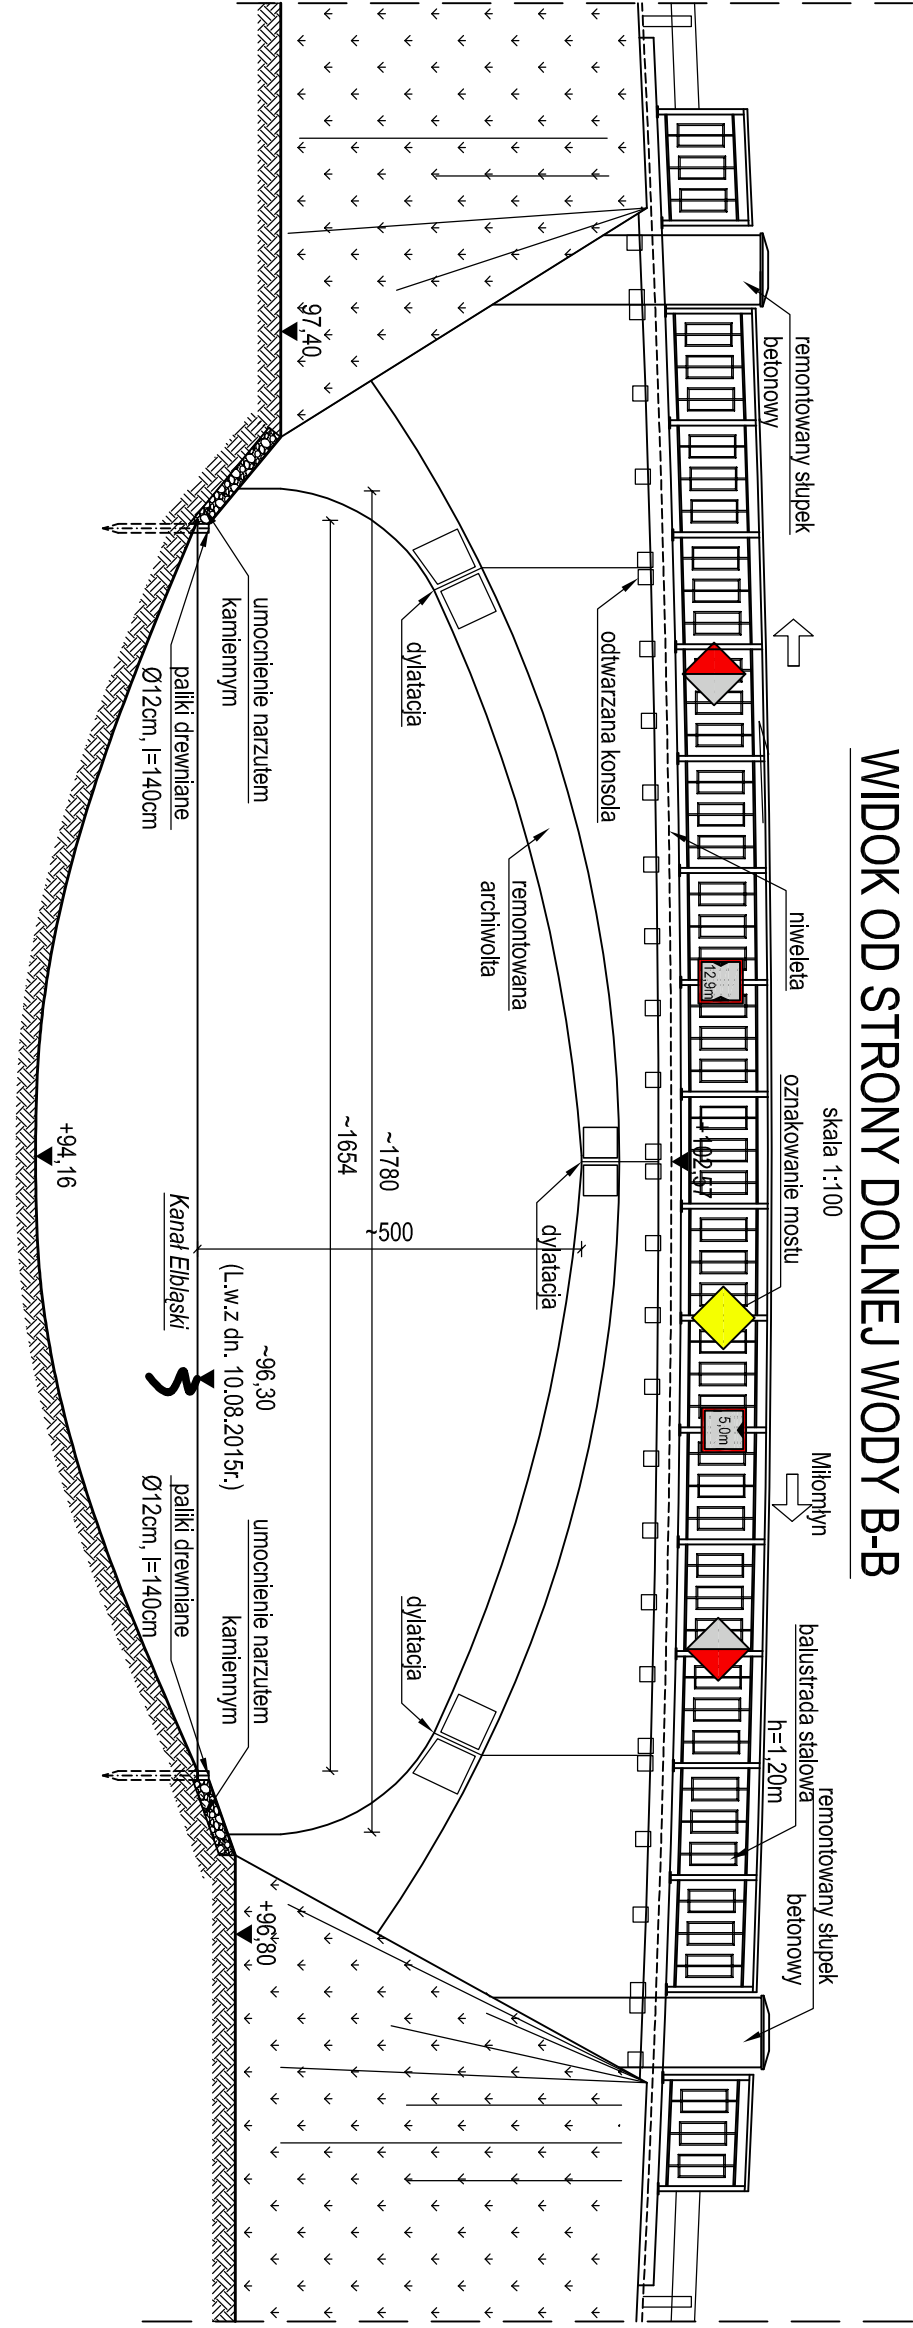 WIDOK OD STRONY DOLNEJ WODY B-B
skala 1:100
remontowany słupek
betonowy
niweleta
oznakowanie mostu
Miłomłyn
balustrada stalowa
h=1,20m
remontowany słupek
betonowy
12,9m
5,0m
+102,57
odtwarzana konsola
dylatacja
remontowana
archiwolta
dylatacja
dylatacja
~500
~1780
~1654
97,40
umocnienie narzutem
kamiennym
paliki drewniane
Ø12cm, l=140cm
~96,30
(L.w.z dn. 10.08.2015r.)
Kanał Elbląski
umocnienie narzutem
kamiennym
paliki drewniane
Ø12cm, l=140cm
+96,80
+94,16